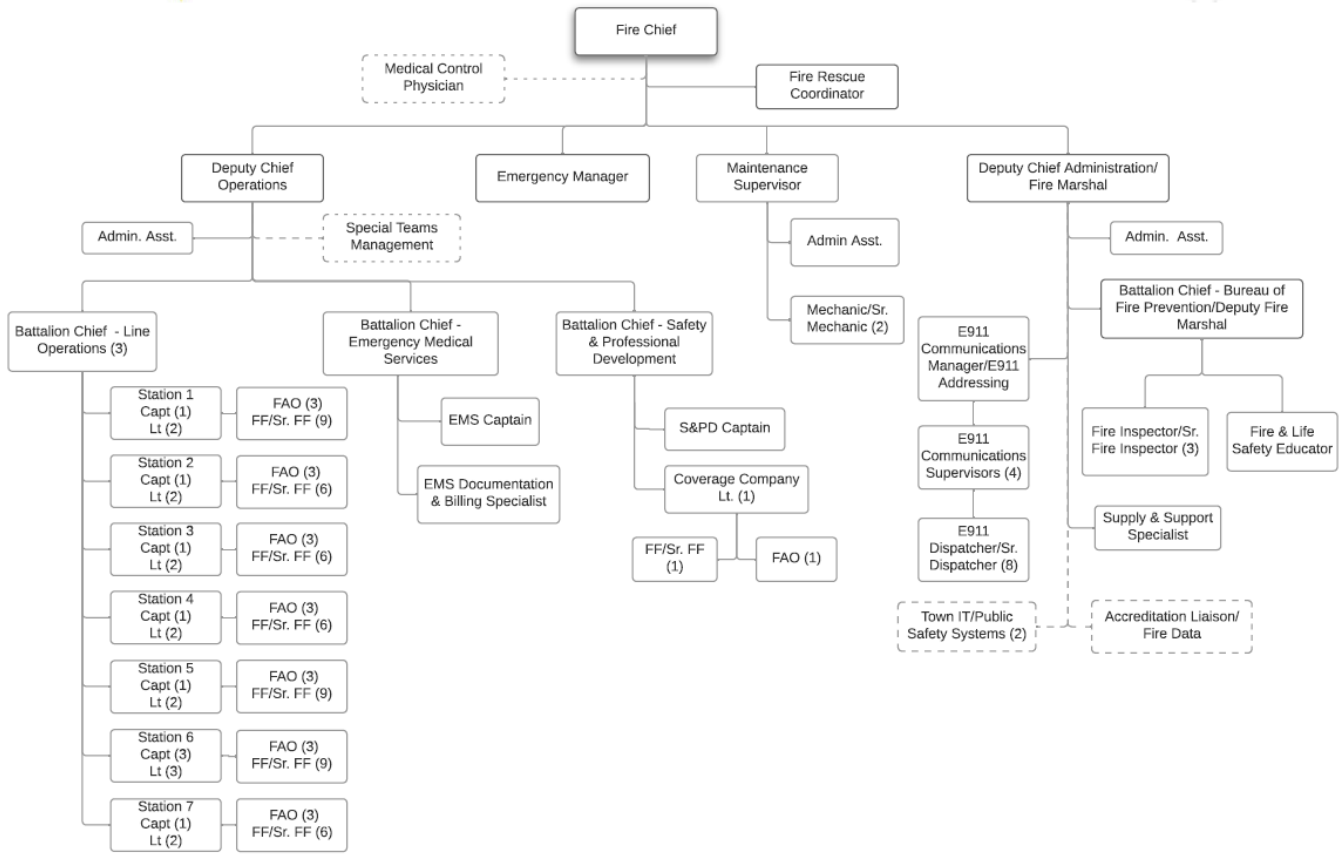 Fire Chief
Medical Control
Physician
Fire Rescue
Coordinator
Deputy Chief
Operations
Emergency Manager
Maintenance
Supervisor
Deputy Chief Administration/
Fire Marshal
Admin. Asst.
Special Teams
Management
Admin Asst.
Mechanic/Sr.
Mechanic (2)
Admin. Asst.
Battalion Chief - Bureau of
Fire Prevention/Deputy Fire
Marshal
Battalion Chief - Line
Operations (3)
Battalion Chief -
Emergency Medical
Services
Battalion Chief - Safety
& Professional
Development
E911
Communications
Manager/E911
Addressing
Station 1
Capt (1)
Lt (2)
FAO (3)
FF/Sr. FF (9)
Station 2
Capt (1)
Lt (2)
FAO (3)
FF/Sr. FF (6)
Station 3
Capt (1)
Lt (2)
FAO (3)
FF/Sr. FF (6)
Station 4
Capt (1)
Lt (2)
FAO (3)
FF/Sr. FF (6)
Station 5
Capt (1)
Lt (2)
FAO (3)
FF/Sr. FF (9)
Station 6
Capt (3)
Lt (3)
FAO (3)
FF/Sr. FF (9)
Station 7
Capt (1)
Lt (2)
FAO (3)
FF/Sr. FF (6)
EMS Captain
EMS Documentation
& Billing Specialist
S&PD Captain
Coverage Company
Lt. (1)
FF/Sr. FF
(1)
FAO (1)
E911
Communications
Supervisors (4)
E911
Dispatcher/Sr.
Dispatcher (8)
Fire Inspector/Sr.
Fire Inspector (3)
Fire & Life
Safety Educator
Supply & Support
Specialist
Town IT/Public
Safety Systems (2)
Accreditation Liaison/
Fire Data